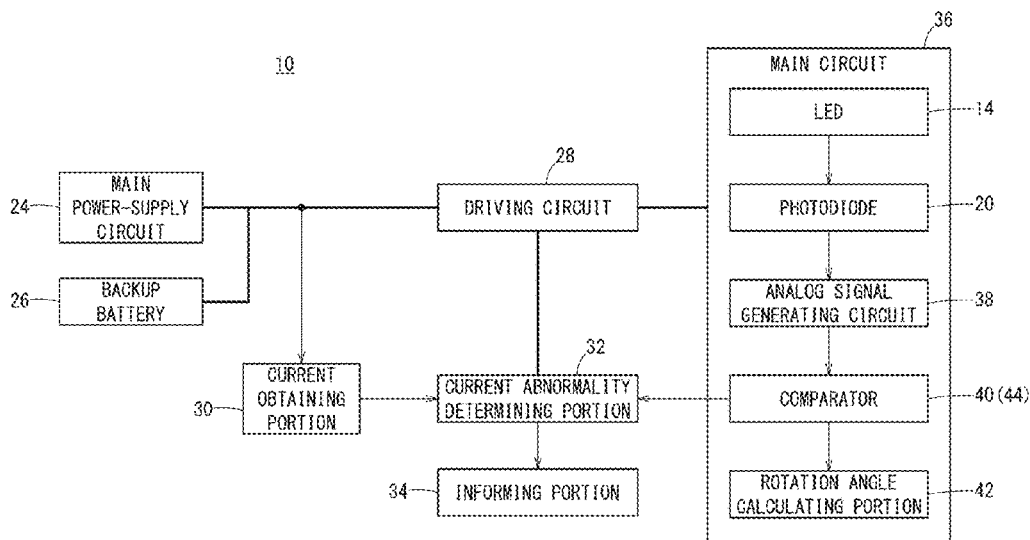 36
10
MAIN CIRCUIT
LED
14
28
24
MAIN
POWER-SUPPLY
CIRCUIT
DRIVING CIRCUIT
PHOTODIODE
20
26
BACKUP
BATTERY
ANALOG SIGNAL
GENERATING CIRCUIT
38
32
30
CURRENT
OBTAINING
PORTION
CURRENT ABNORMALITY
DETERMINING PORTION
COMPARATOR
40(44)
34
INFORMING PORTION
ROTATION ANGLE
CALCULATING PORTION
42